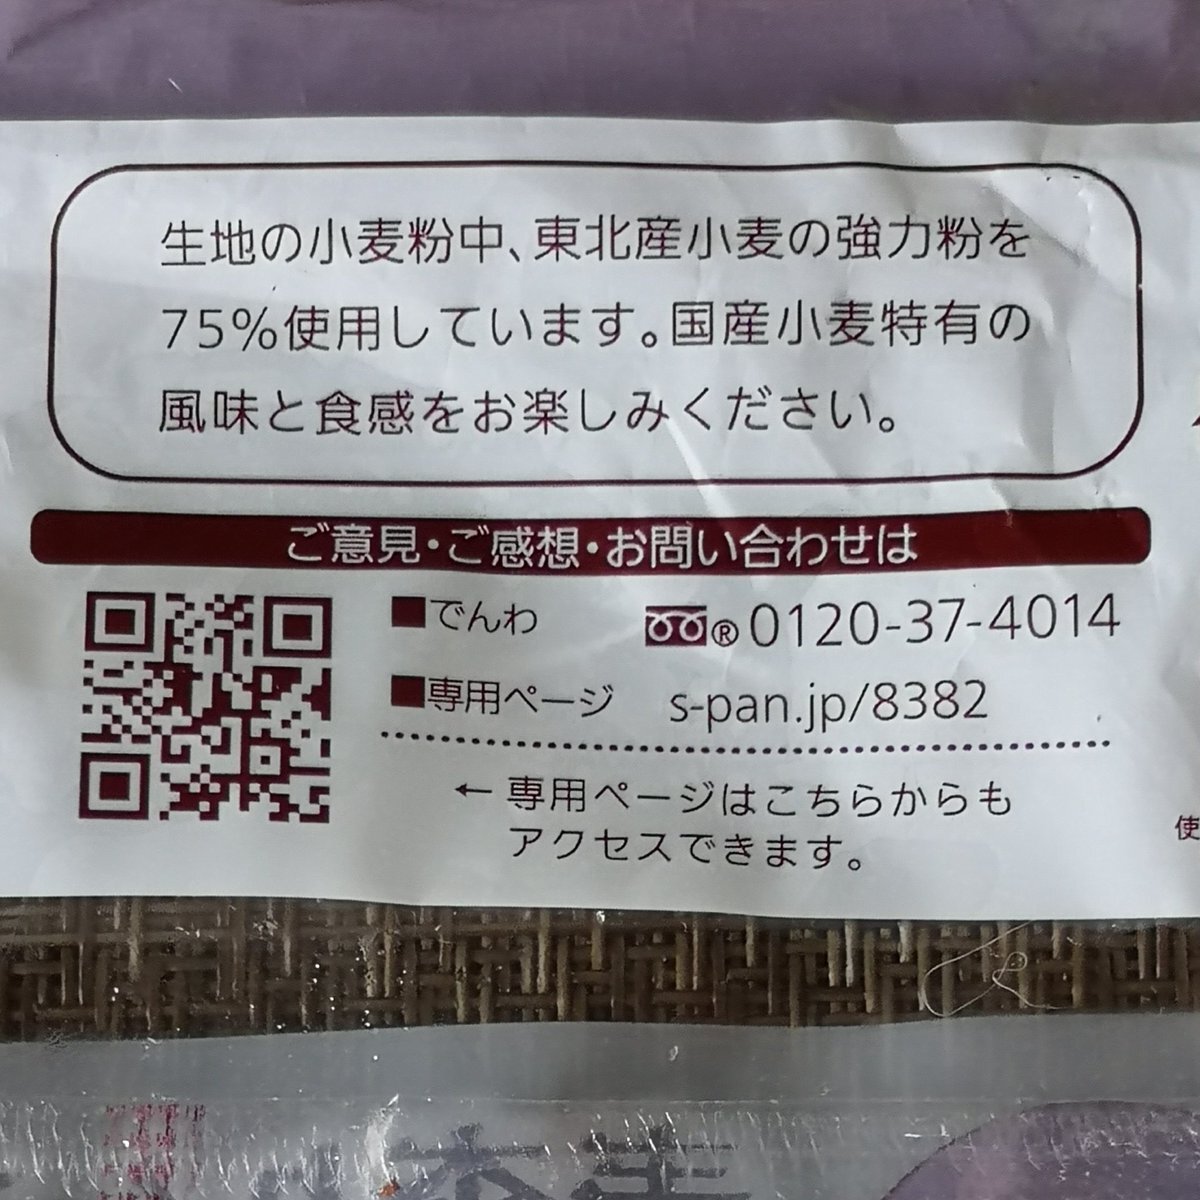 生地の小麦粉中、東北産小麦の強力粉を
75%使用しています。国産小麦特有の
風味と食感をお楽しみください。
ご意見・ご感想・お問い合わせは
■でんわ ®0120-37-4014
■専用ページ s-pan.jp/8382
←専用ページはこちらからも
アクセスできます。
使